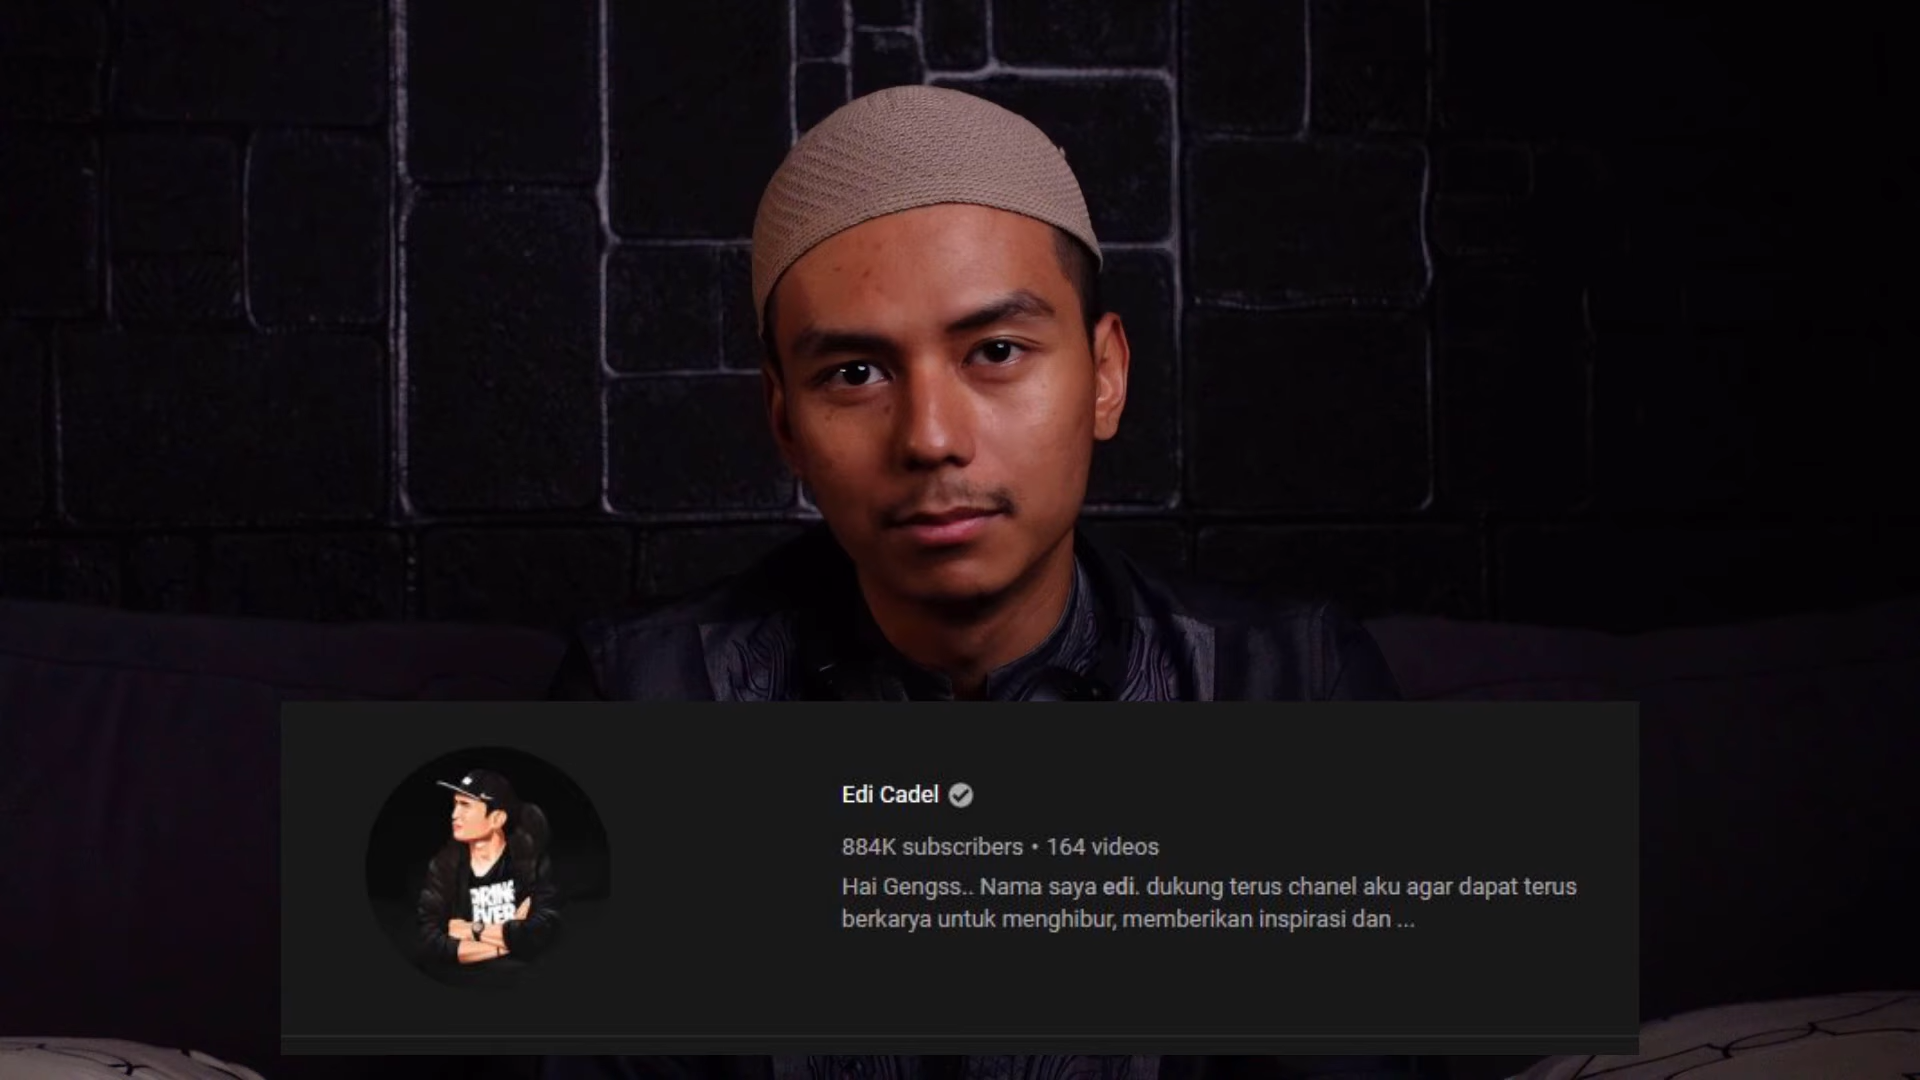 Edi Cadel
884K subscribers • 164 videos
Hai Gengss.. Nama saya edi. dukung terus chanel aku agar dapat terus
berkarya untuk menghibur, memberikan inspirasi dan ...